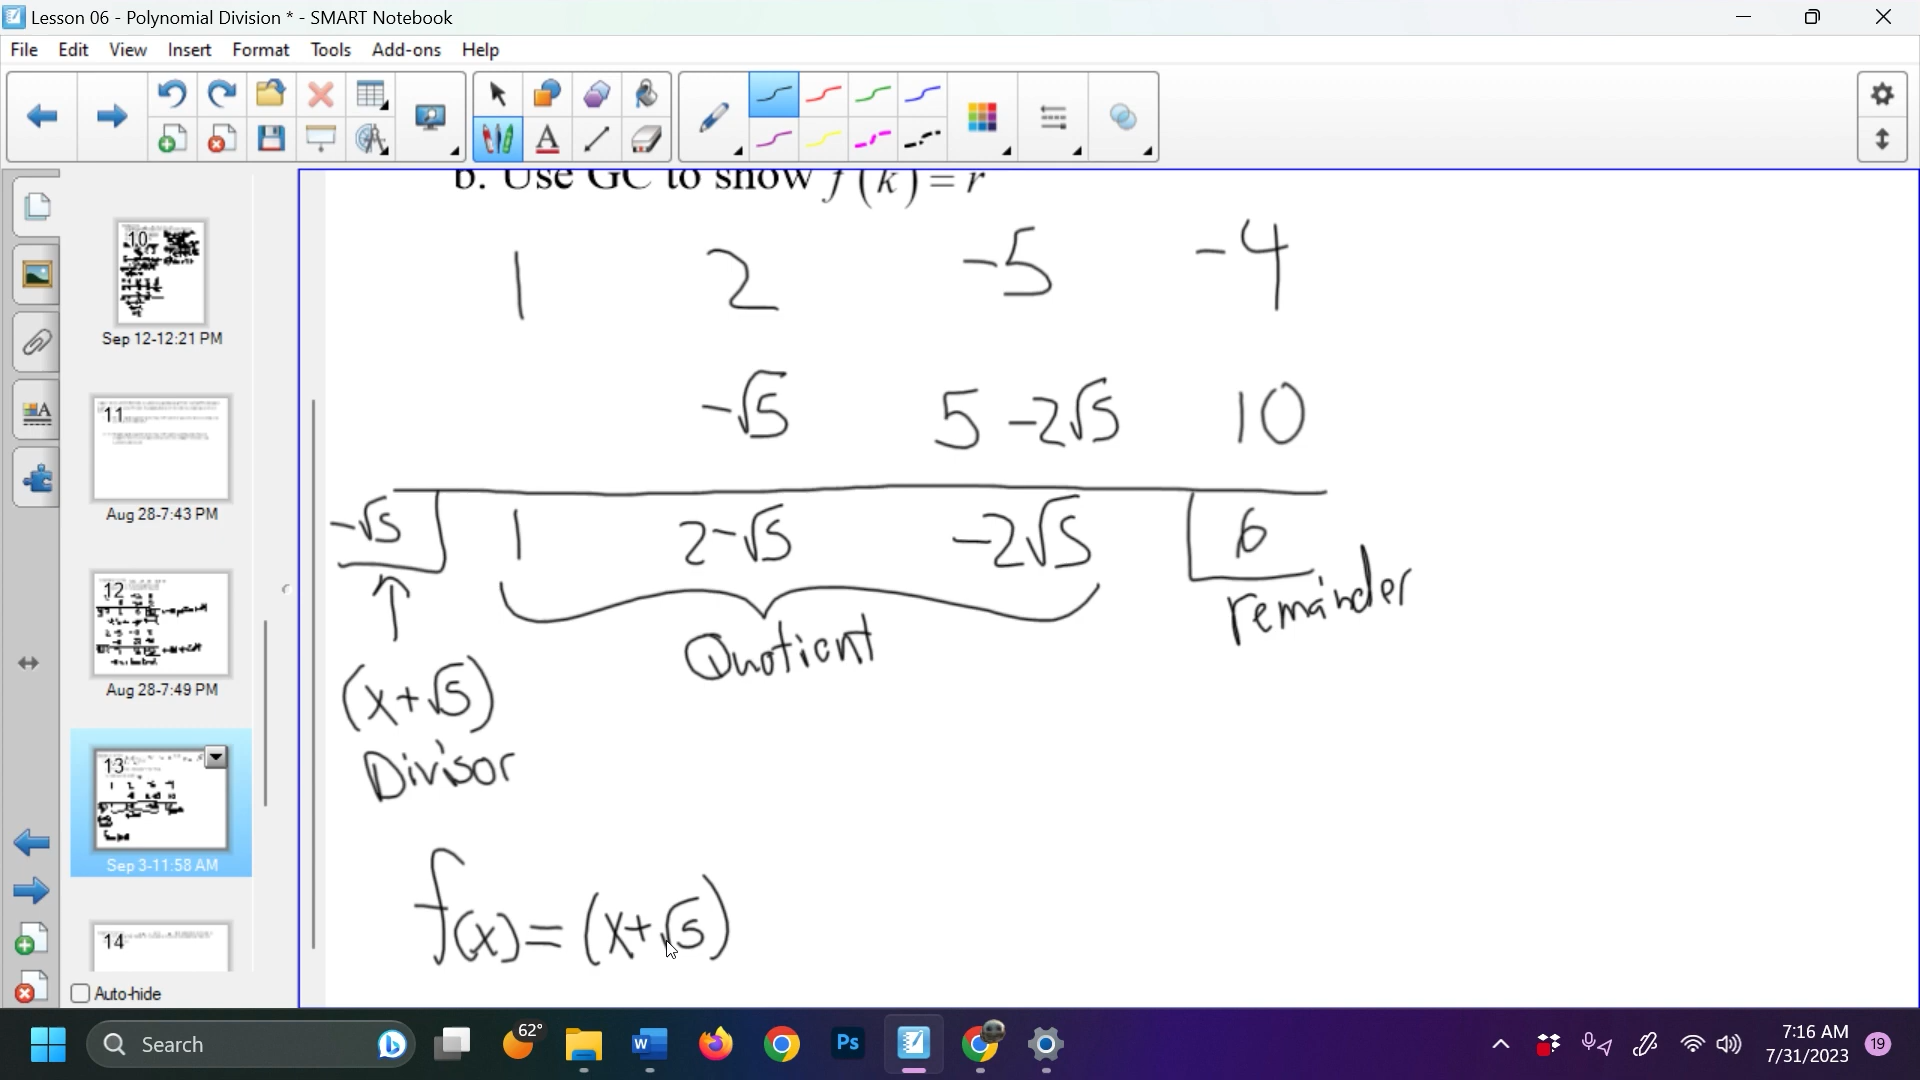 Lesson 06 - Polynomial Division * - SMART Notebook
File Edit View Insert Format Tools Add-ons Help
b. Use GC to show f(k) = r
1 2 -5 -4
-√5 5 -2√5 10
-√5 1 2-√5 -2√5 6
remainder
Quotient
(x+√5)
Divisor
f(x) = (x+√5)
10
Sep 12-12:21 PM
11
Aug 28-7:43 PM
12
Aug 28-7:49 PM
13
Sep 3-11:58 AM
14
Auto-hide
Search
62°
7:16 AM
7/31/2023
19